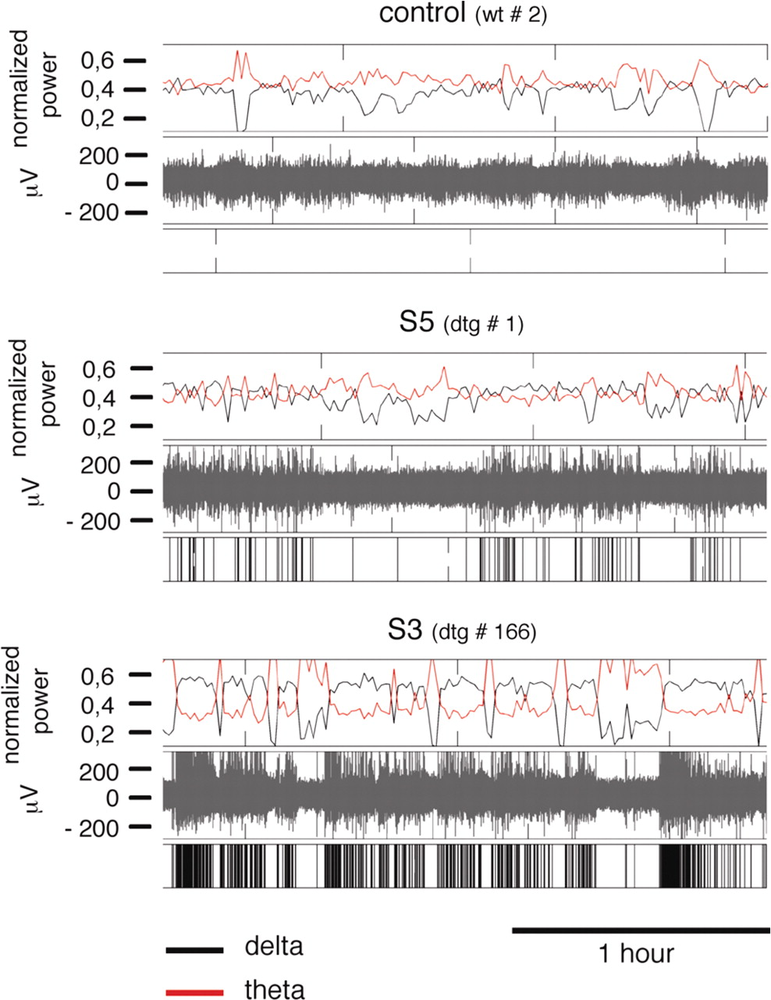 control (wt # 2)
normalized
power
0,6
0,4
0,2
μV
200
0
- 200
S5 (dtg # 1)
normalized
power
0,6
0,4
0,2
μV
200
0
- 200
S3 (dtg # 166)
normalized
power
0,6
0,4
0,2
μV
200
0
- 200
delta
theta
1 hour